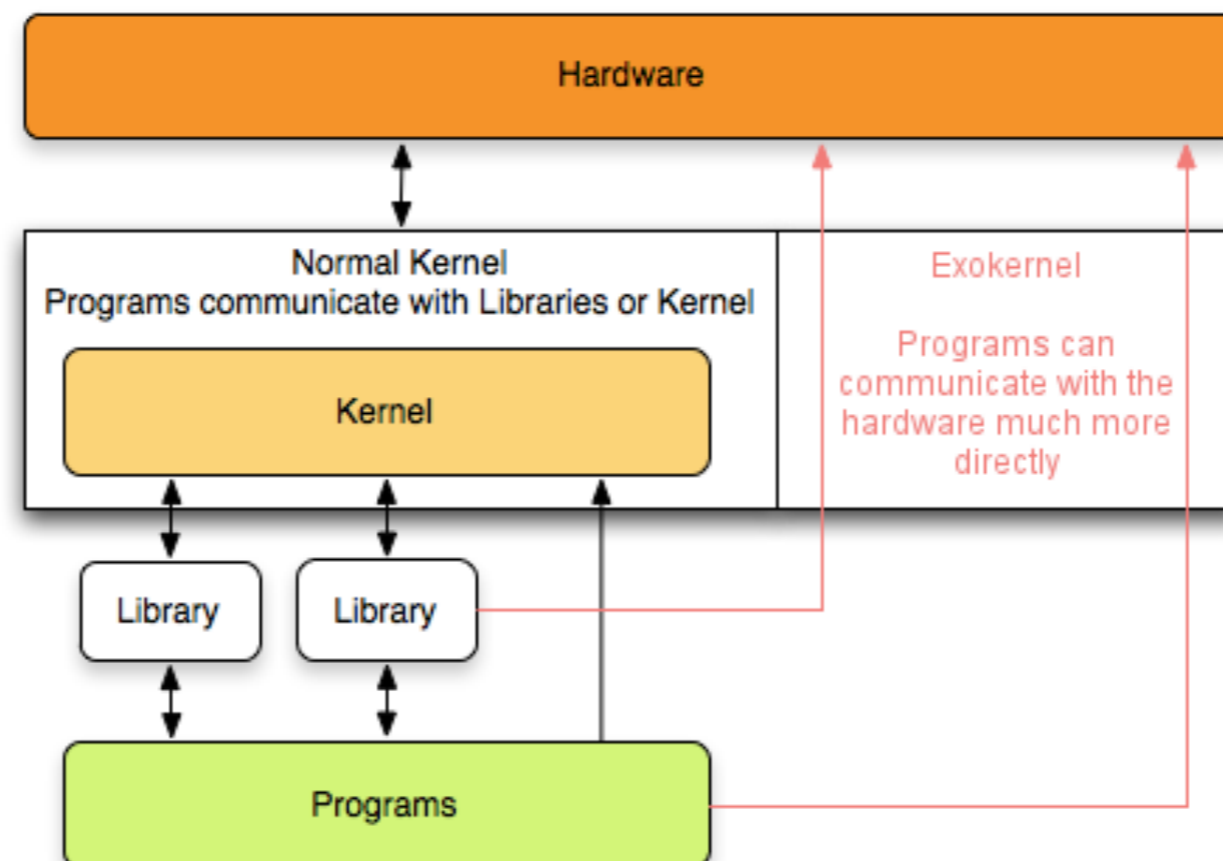 Hardware
Normal Kernel
Programs communicate with Libraries or Kernel
Kernel
Exokernel
Programs can
communicate with the
hardware much more
directly
Library
Library
Programs